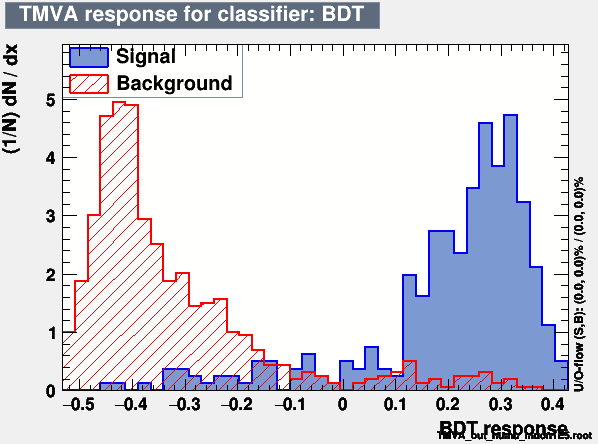 TMVA response for classifier: BDT
Signal
Background
(1/N) dN / dx
5
4
3
2
1
0
−0.5 −0.4 −0.3 −0.2 −0.1 0 0.1 0.2 0.3 0.4
BDT response
U/O-flow (S,B): (0.0, 0.0)% / (0.0, 0.0)%